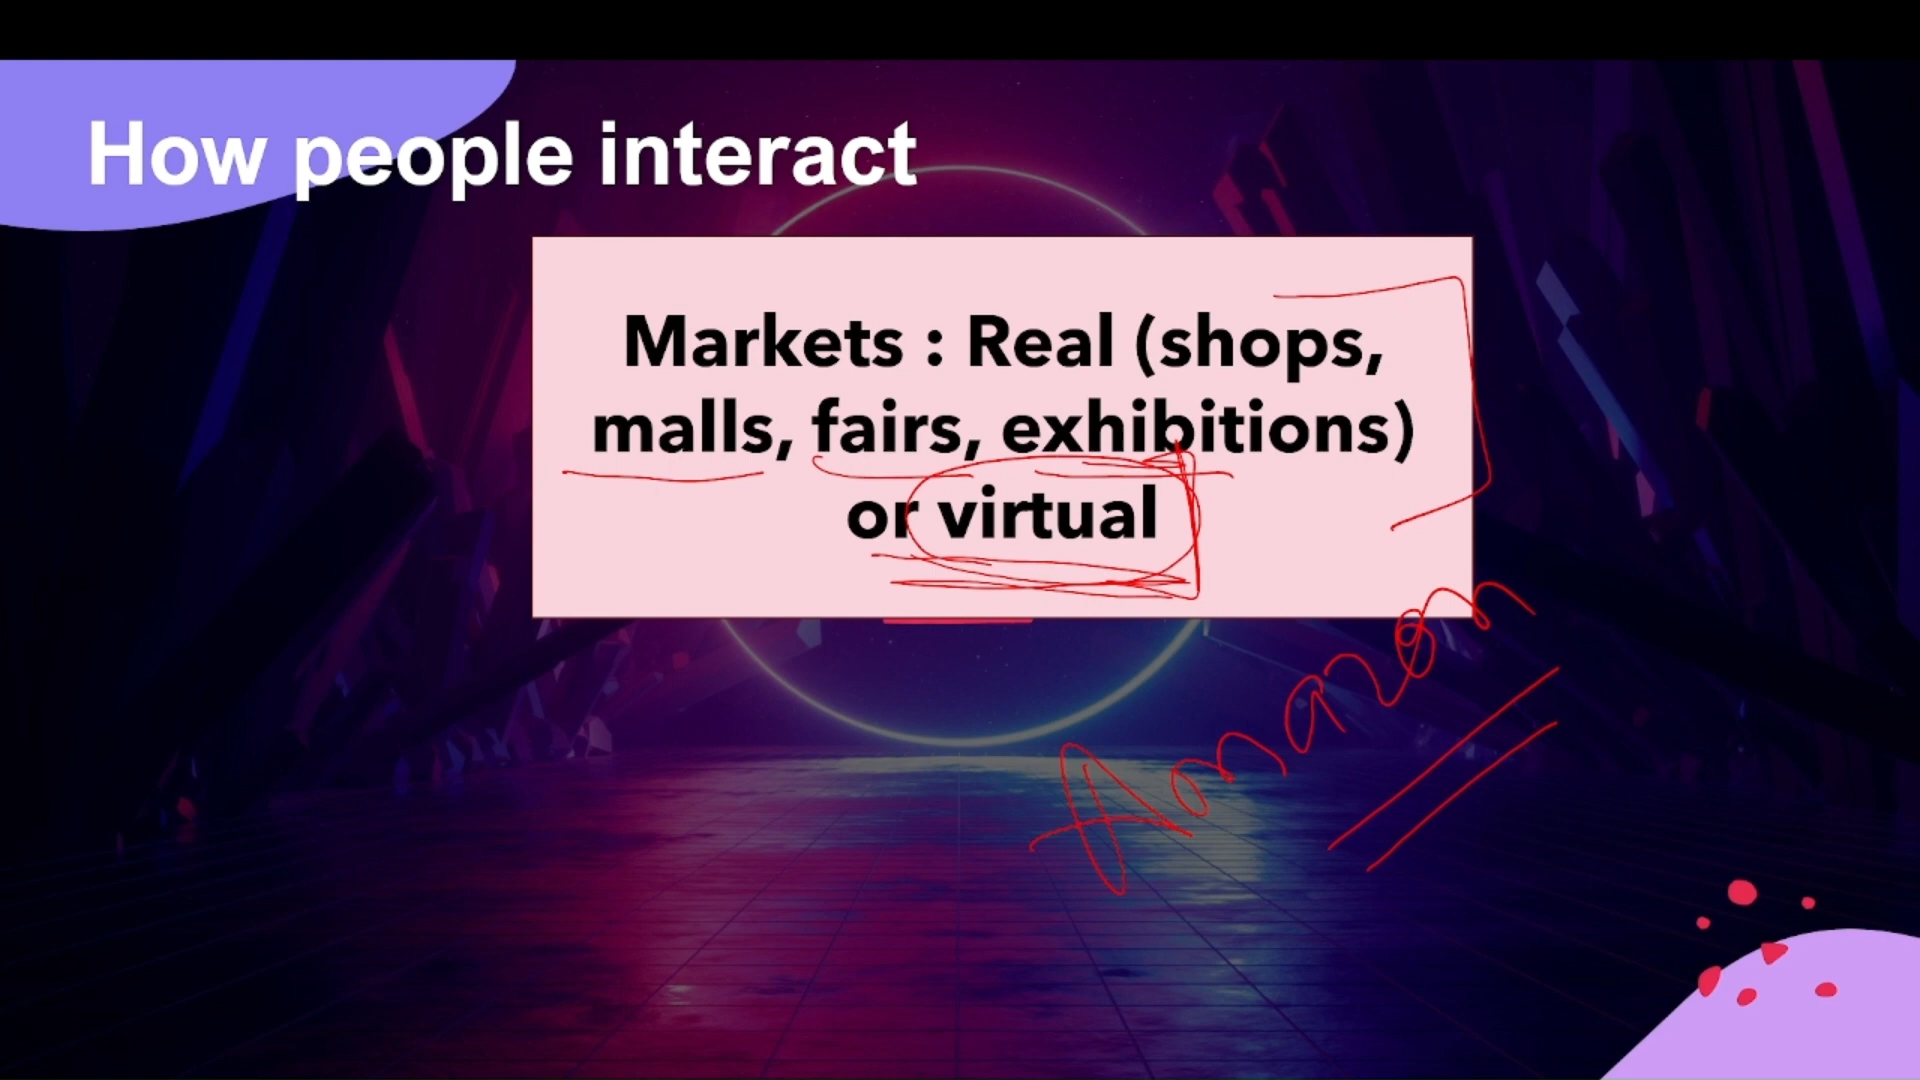 How people interact
Markets : Real (shops,
malls, fairs, exhibitions)
or virtual
Amazon